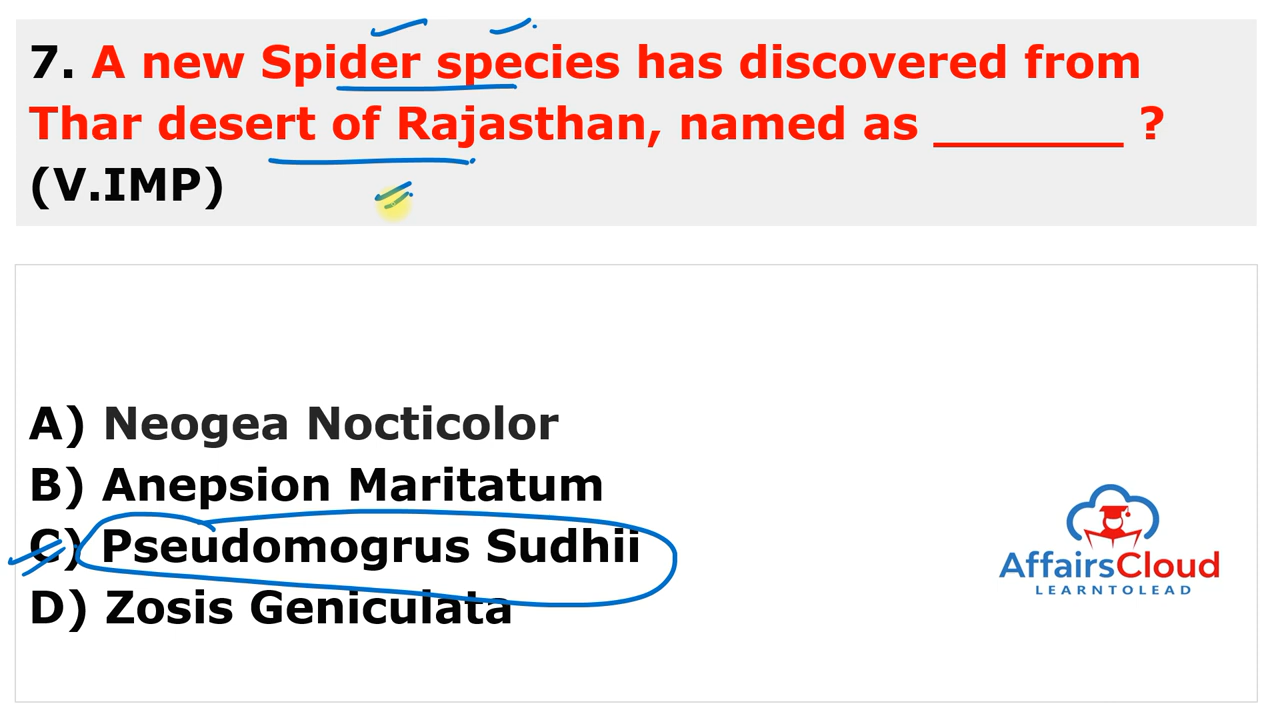 7. A new Spider species has discovered from
Thar desert of Rajasthan, named as ________ ?
(V.IMP)
A) Neogea Nocticolor
B) Anepsion Maritatum
C) Pseudomogrus Sudhii
D) Zosis Geniculata
AffairsCloud
LEARNTOLEAD